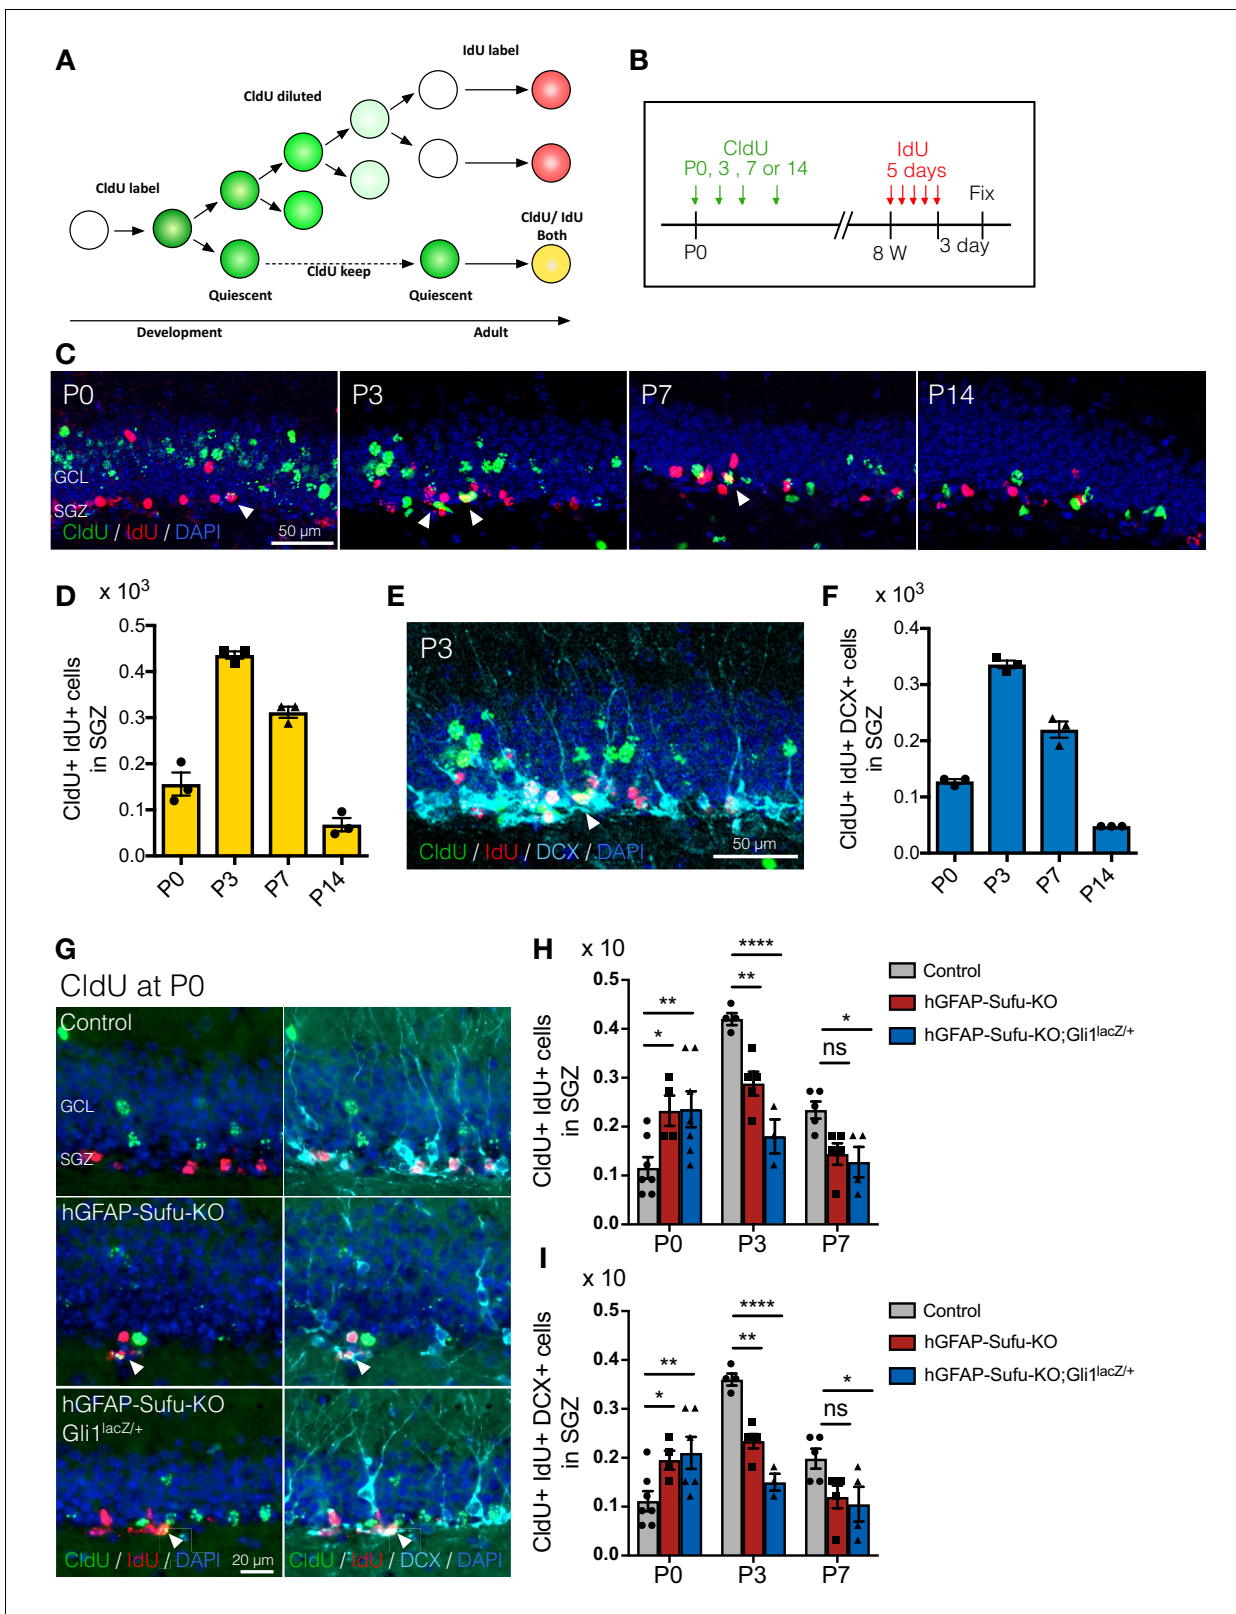 A
IdU label
CldU diluted
CldU label
CldU/ IdU
Both
CldU keep
Quiescent
Quiescent
Development
Adult
B
CldU
P0, 3 , 7 or 14
IdU
5 days
Fix
P0
8 W
3 day
C
P0
GCL
SGZ
CldU / IdU / DAPI
50 µm
P3
P7
P14
D
x 10³
CldU+ IdU+ cells
in SGZ
0.5
0.4
0.3
0.2
0.1
0.0
P0
P3
P7
P14
E
P3
CldU / IdU / DCX / DAPI
50 µm
F
x 10³
CldU+ IdU+ DCX+ cells
in SGZ
0.4
0.3
0.2
0.1
0.0
P0
P3
P7
P14
G
CldU at P0
Control
GCL
SGZ
hGFAP-Sufu-KO
hGFAP-Sufu-KO
Gli1lacZ/+
CldU / IdU / DAPI
20 µm
CldU / IdU / DCX / DAPI
H
x 10
CldU+ IdU+ cells
in SGZ
0.5
0.4
0.3
0.2
0.1
0.0
**
*
****
**
*
ns
P0
P3
P7
Control
hGFAP-Sufu-KO
hGFAP-Sufu-KO;Gli1lacZ/+
I
x 10
CldU+ IdU+ DCX+ cells
in SGZ
0.5
0.4
0.3
0.2
0.1
0.0
**
*
****
**
*
ns
P0
P3
P7
Control
hGFAP-Sufu-KO
hGFAP-Sufu-KO;Gli1lacZ/+